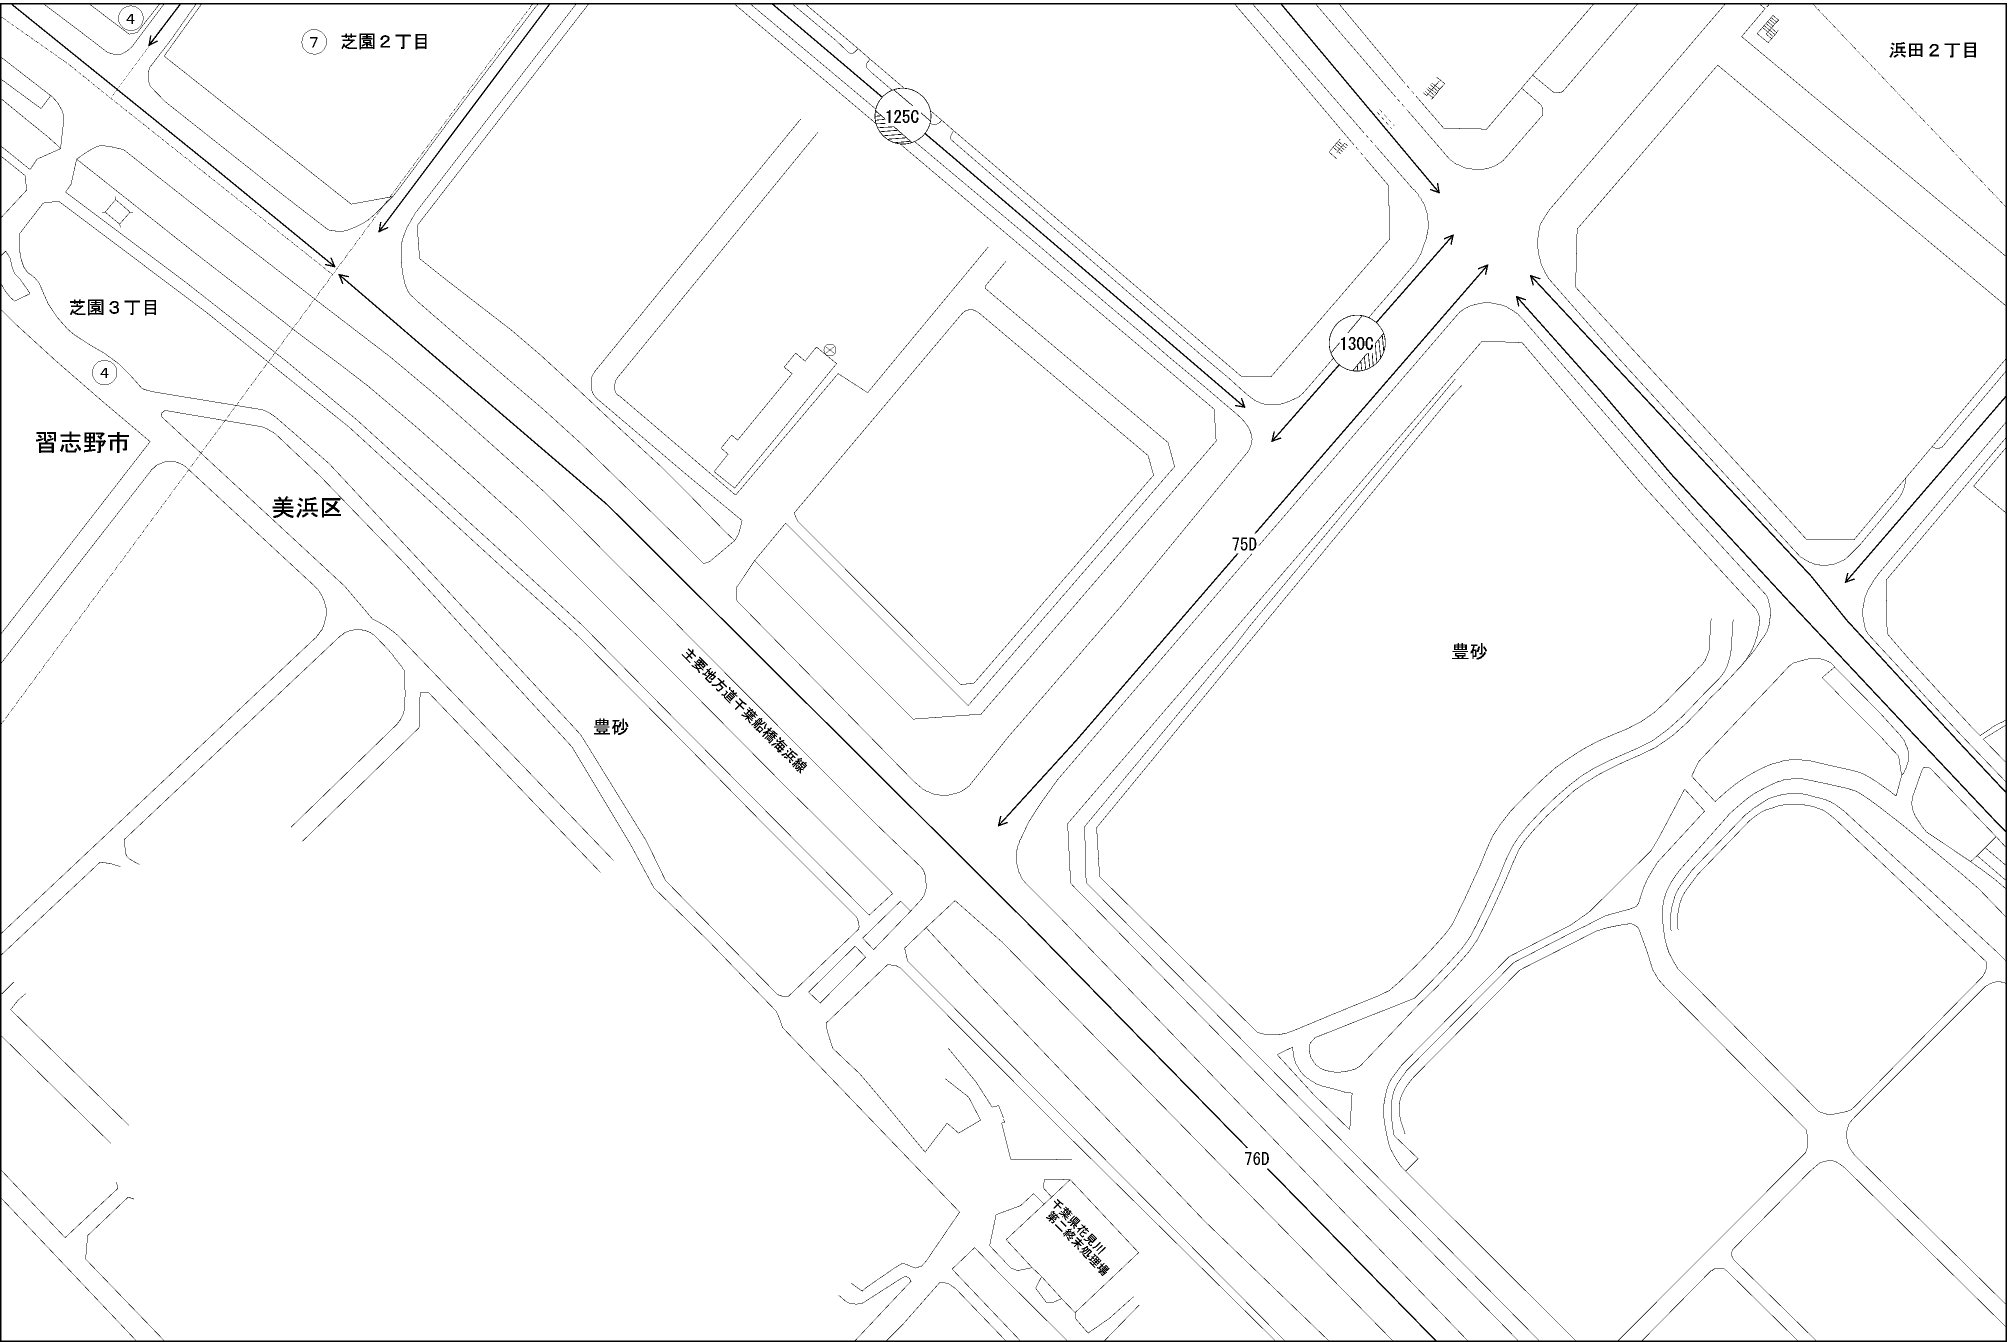 4
7 芝園２丁目
浜田２丁目
125C
芝園３丁目
130C
4
習志野市
美浜区
75D
豊砂
豊砂
主要地方道千葉船橋海浜線
76D
千葉県花見川
第二終末処理場